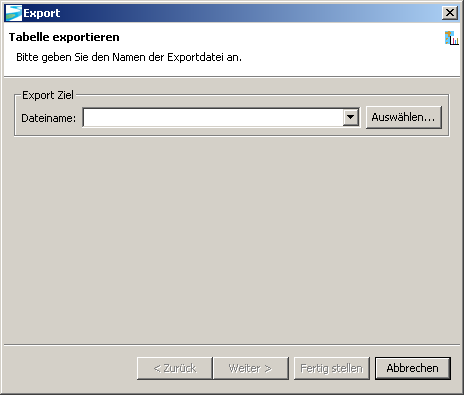 Export
Tabelle exportieren
Bitte geben Sie den Namen der Exportdatei an.
Export Ziel
Dateiname:
Auswählen...
< Zurück
Weiter >
Fertig stellen
Abbrechen